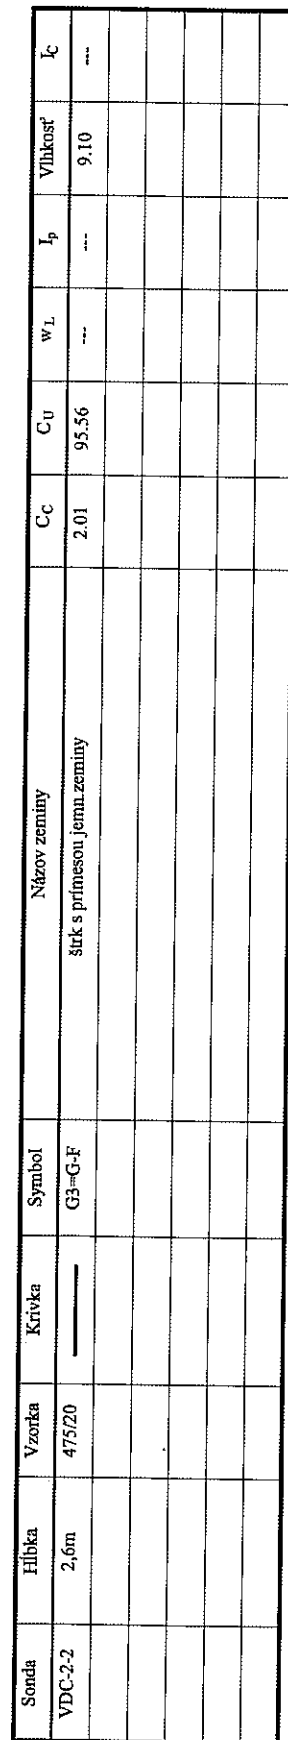 Sonda Hĺbka Vzorka Krivka Symbol Názov zeminy C_C C_U w_L I_p Vlhkosť I_C
VDC-2-2 2,6m 475/20 G3=G-F štrk s prímesou jemn.zeminy 2.01 95.56 --- --- 9.10 ---